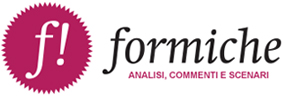 f! formiche
ANALISI, COMMENTI E SCENARI